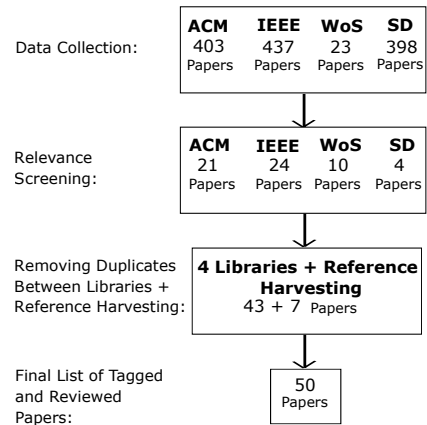 Data Collection:
ACM IEEE WoS SD
403 437 23 398
Papers Papers Papers Papers
Relevance
Screening:
ACM IEEE WoS SD
21 24 10 4
Papers Papers Papers Papers
Removing Duplicates
Between Libraries +
Reference Harvesting:
4 Libraries + Reference
Harvesting
43 + 7 Papers
Final List of Tagged
and Reviewed
Papers:
50
Papers